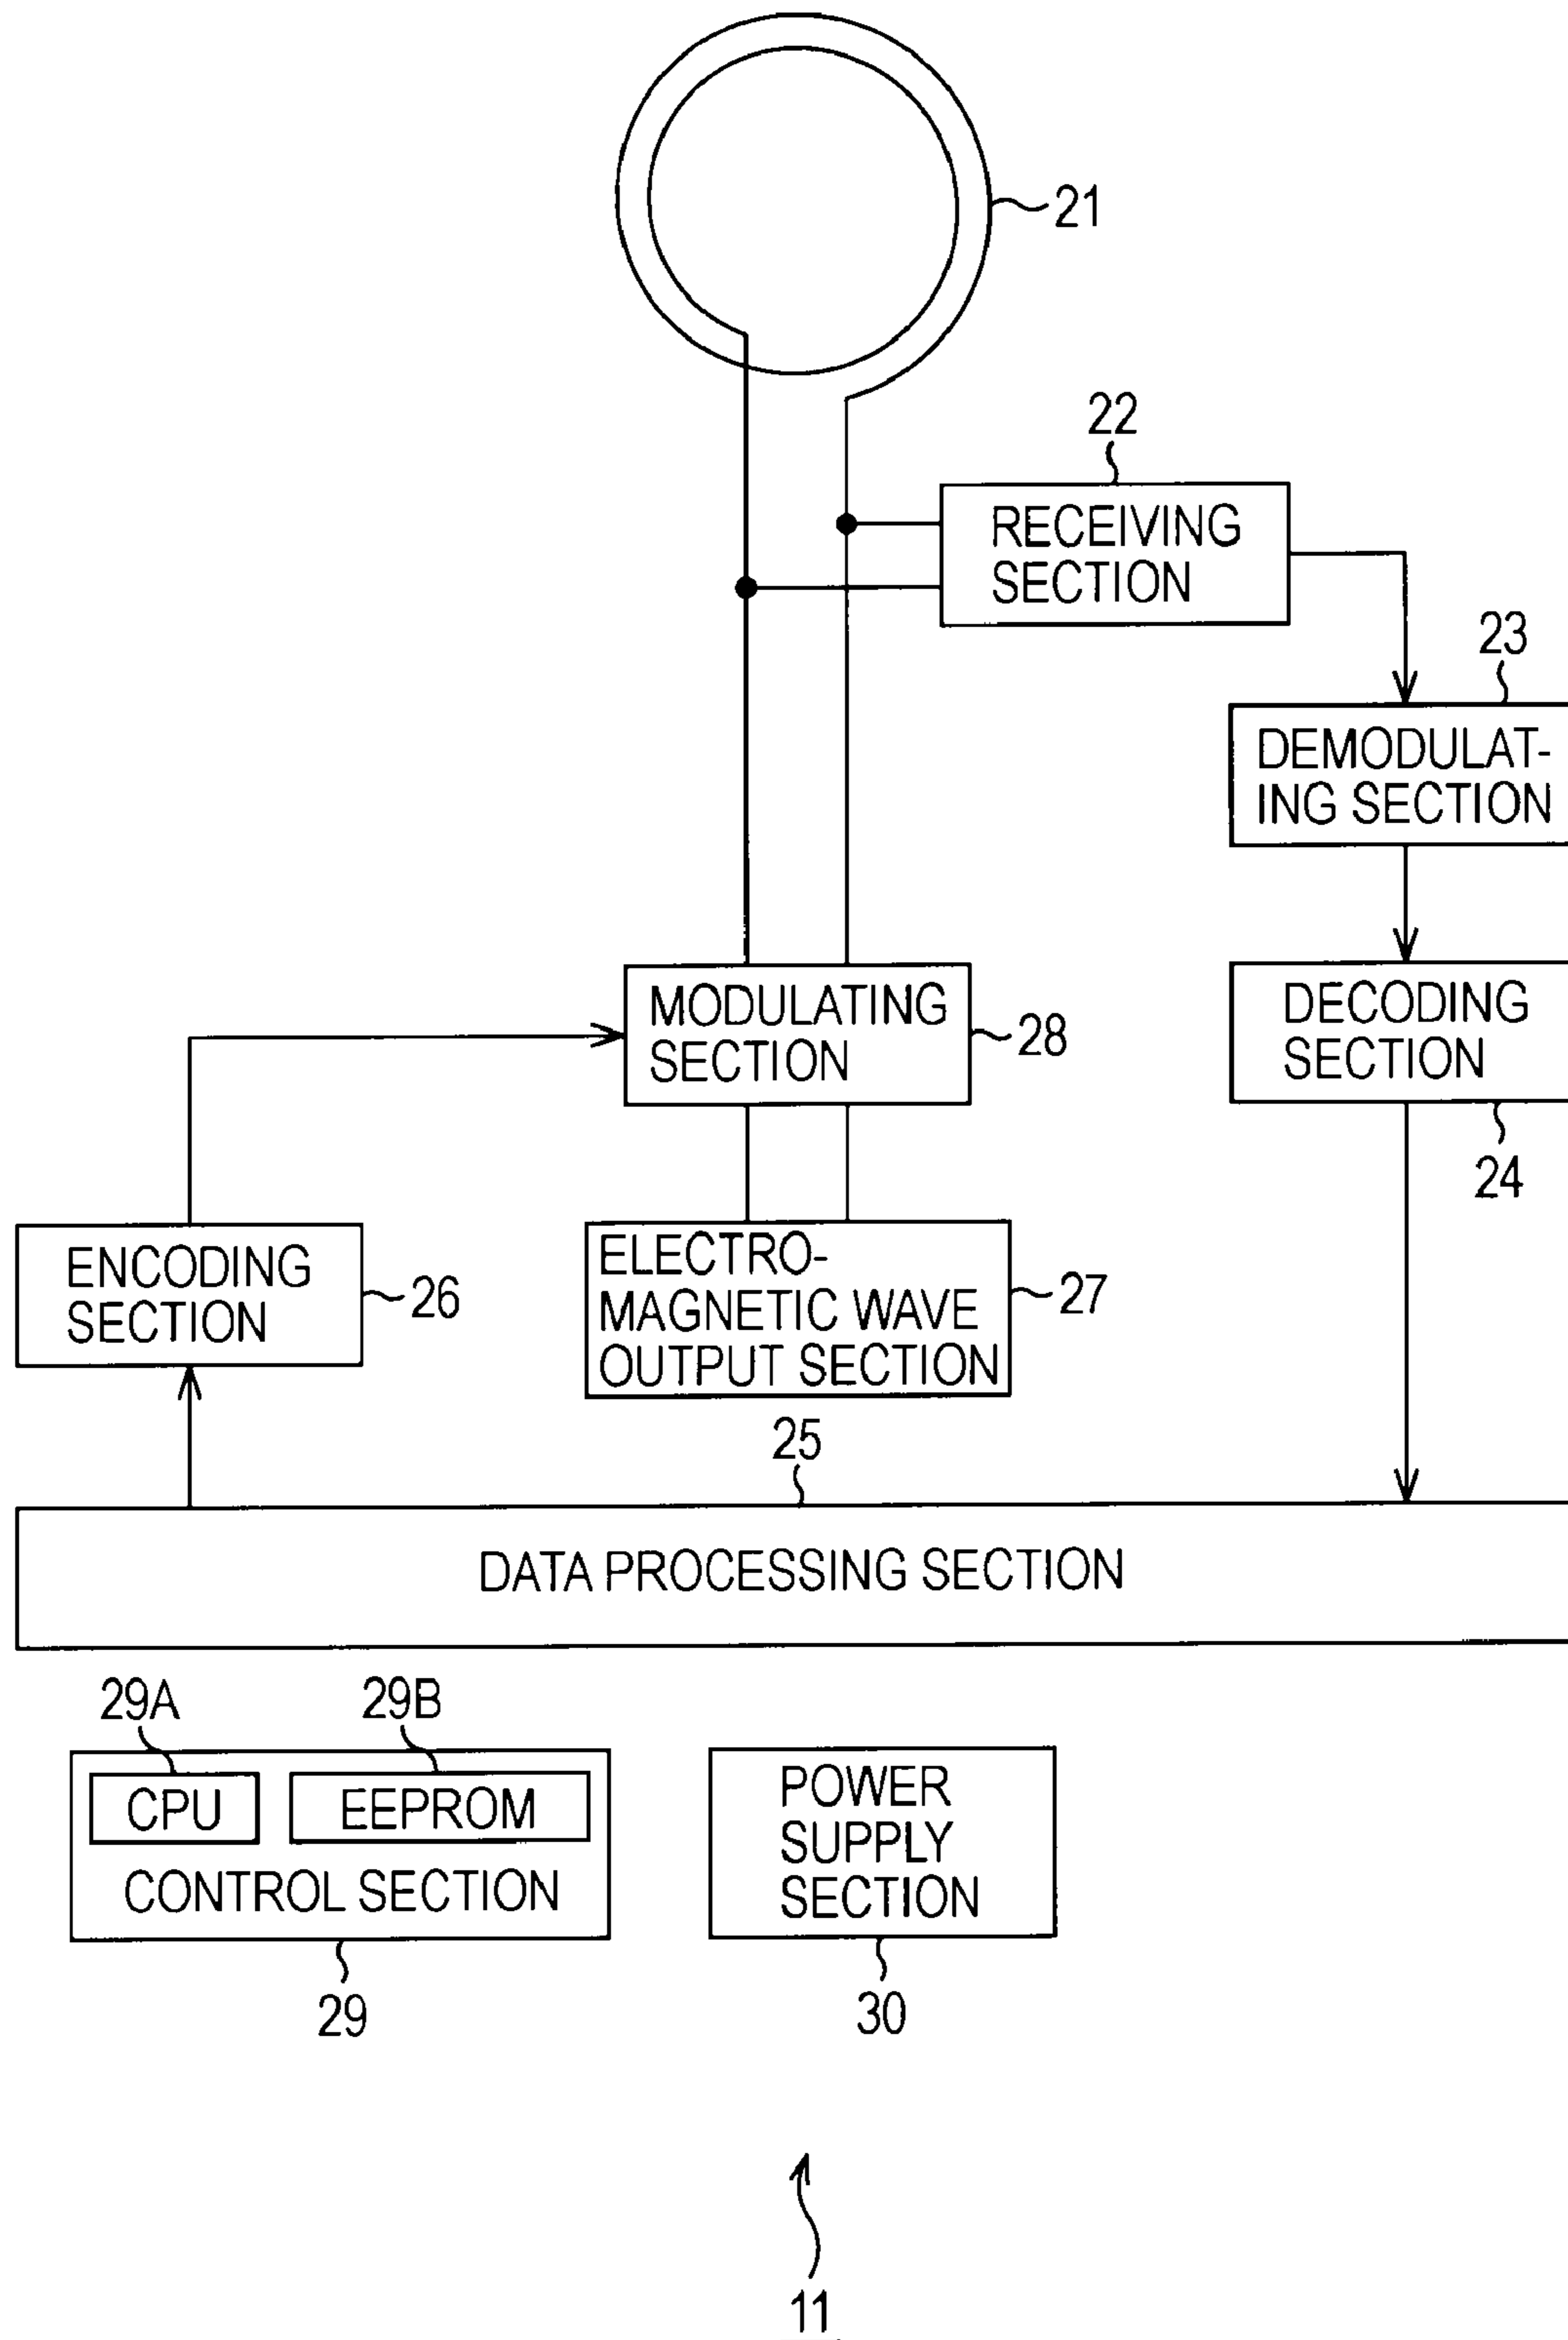 21
22
RECEIVING
SECTION
23
DEMODULAT-
ING SECTION
MODULATING
SECTION
28
DECODING
SECTION
24
ENCODING
SECTION
26
ELECTRO-
MAGNETIC WAVE
OUTPUT SECTION
27
25
DATA PROCESSING SECTION
29A
29B
CPU
EEPROM
CONTROL SECTION
29
POWER
SUPPLY
SECTION
30
11